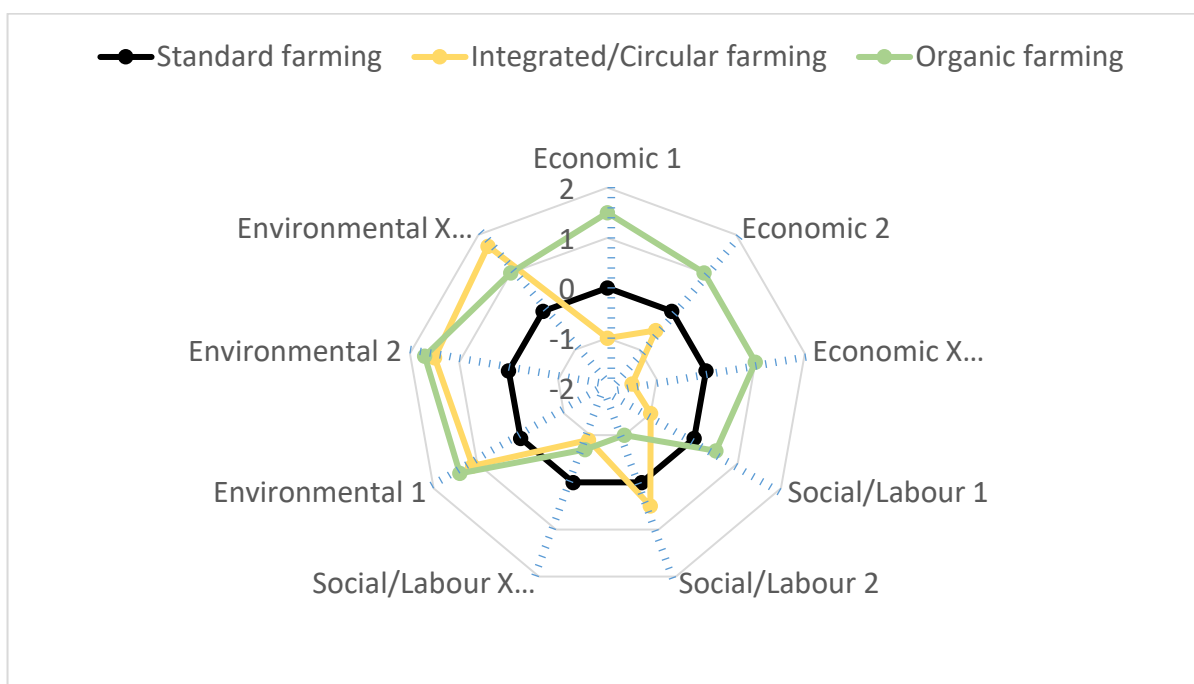 Standard farming Integrated/Circular farming Organic farming
Economic 1
2
Environmental X... Economic 2
1
0
Environmental 2 Economic X...
-1
-2
Environmental 1 Social/Labour 1
Social/Labour X... Social/Labour 2